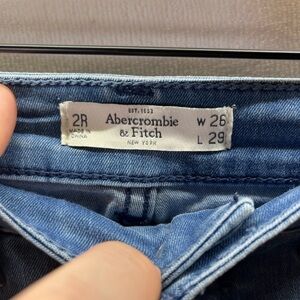 EST. 1892
2R Abercrombie W 26
MADE IN CHINA & Fitch L 29
NEW YORK